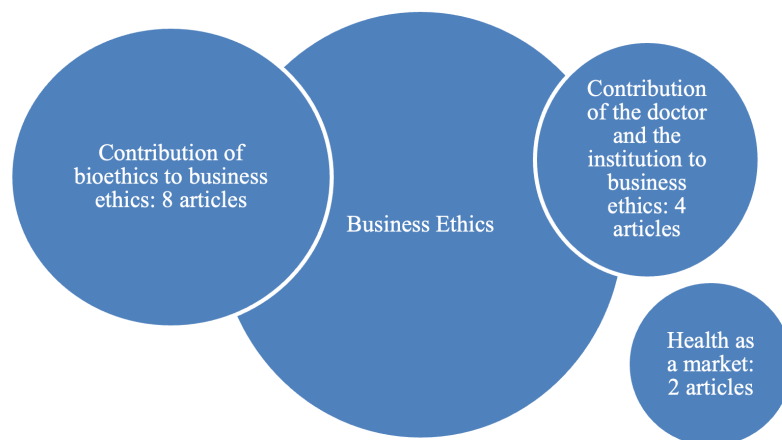 Contribution of
bioethics to business
ethics: 8 articles
Business Ethics
Contribution
of the doctor
and the
institution to
business
ethics: 4
articles
Health as
a market:
2 articles